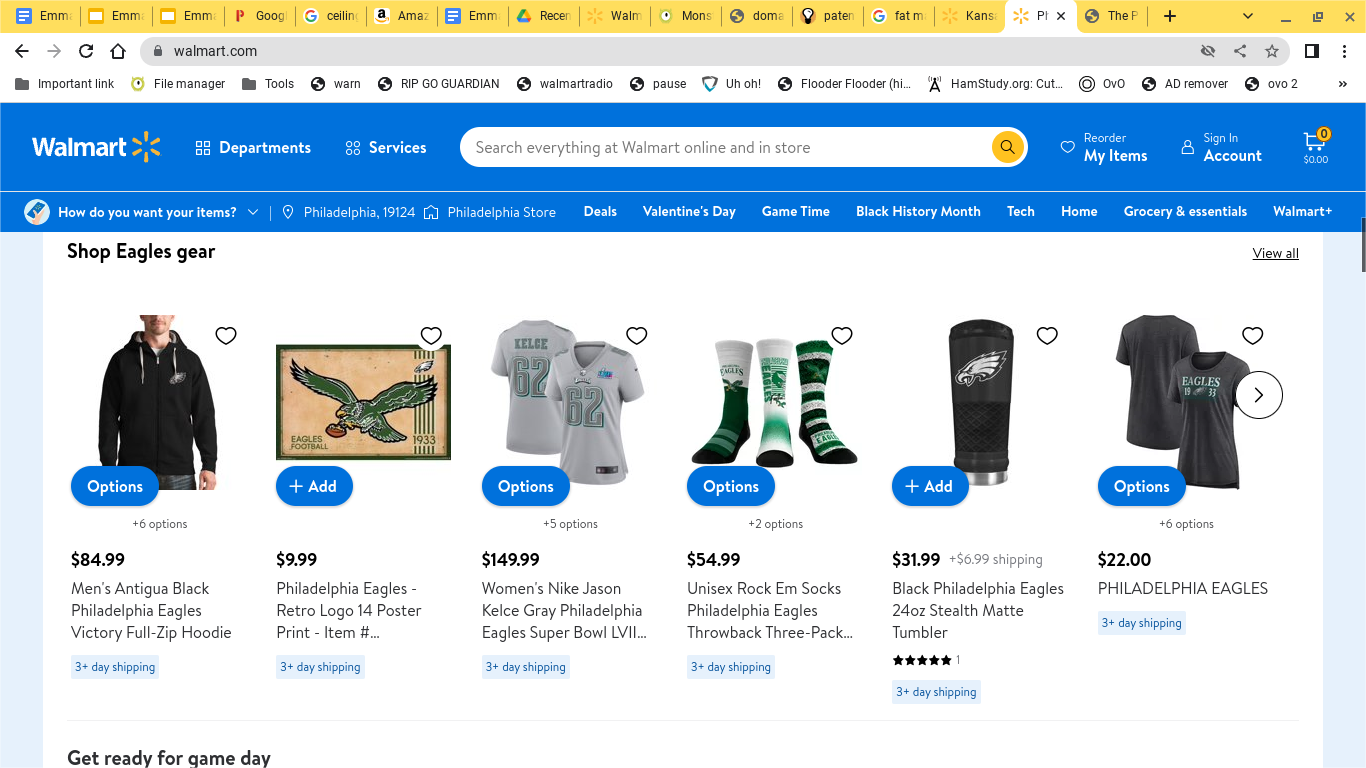 Emma
Emma
Emma
Googl
ceiling
Amaz
Emma
Recen
Walm
Mons
doma
paten
fat m
Kansa
Ph
The P
walmart.com
Important link
File manager
Tools
warn
RIP GO GUARDIAN
walmartradio
pause
Uh oh!
Flooder Flooder (hi...
HamStudy.org: Cut...
OvO
AD remover
ovo 2
»
Walmart
Departments
Services
Search everything at Walmart online and in store
Reorder
My Items
Sign In
Account
0
$0.00
How do you want your items?
Philadelphia, 19124
Philadelphia Store
Deals
Valentine's Day
Game Time
Black History Month
Tech
Home
Grocery & essentials
Walmart+
Shop Eagles gear
View all
KELCE
62
62
EAGLES
EAGLES
FOOTBALL
1933
EAGLES
19 33
Options
+ Add
Options
Options
+ Add
Options
+6 options
+5 options
+2 options
+6 options
$84.99
Men's Antigua Black
Philadelphia Eagles
Victory Full-Zip Hoodie
3+ day shipping
$9.99
Philadelphia Eagles -
Retro Logo 14 Poster
Print - Item #...
3+ day shipping
$149.99
Women's Nike Jason
Kelce Gray Philadelphia
Eagles Super Bowl LVII...
3+ day shipping
$54.99
Unisex Rock Em Socks
Philadelphia Eagles
Throwback Three-Pack...
3+ day shipping
$31.99 +$6.99 shipping
Black Philadelphia Eagles
24oz Stealth Matte
Tumbler
1
3+ day shipping
$22.00
PHILADELPHIA EAGLES
3+ day shipping
Get ready for game day